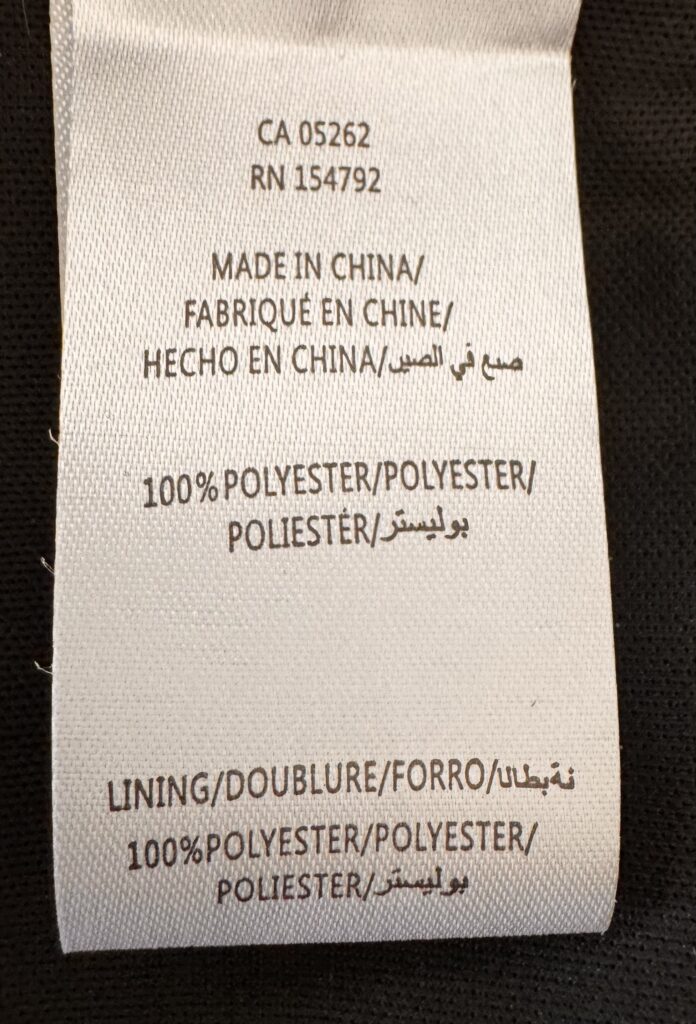 CA 05262
RN 154792
MADE IN CHINA/
FABRIQUÉ EN CHINE/
HECHO EN CHINA/صنع في الصين
100%POLYESTER/POLYESTER/
POLIESTÉR/بوليستر
LINING/DOUBLURE/FORRO/نةبطالا
100%POLYESTER/POLYESTER/
POLIESTER/بوليستر